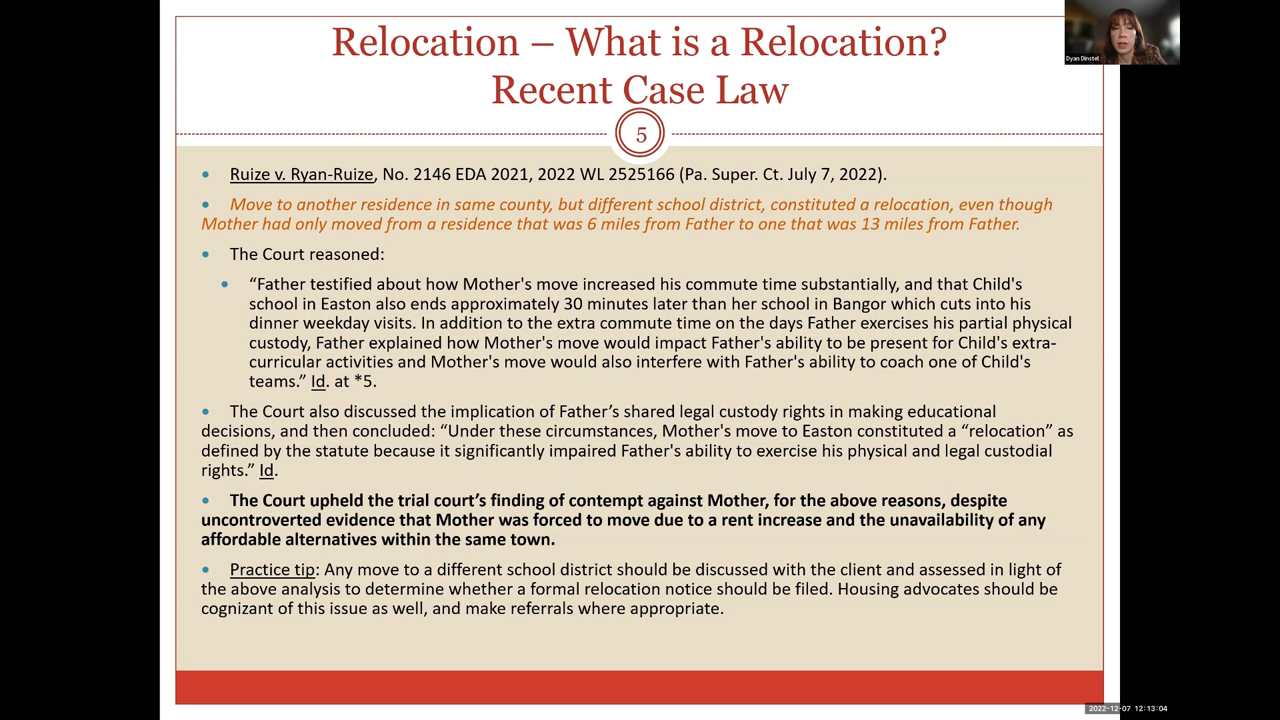 Relocation – What is a Relocation?
Recent Case Law
Dyan Dinstel
5
• Ruize v. Ryan-Ruize, No. 2146 EDA 2021, 2022 WL 2525166 (Pa. Super. Ct. July 7, 2022).
• Move to another residence in same county, but different school district, constituted a relocation, even though
Mother had only moved from a residence that was 6 miles from Father to one that was 13 miles from Father.
• The Court reasoned:
• “Father testified about how Mother's move increased his commute time substantially, and that Child's
school in Easton also ends approximately 30 minutes later than her school in Bangor which cuts into his
dinner weekday visits. In addition to the extra commute time on the days Father exercises his partial physical
custody, Father explained how Mother's move would impact Father's ability to be present for Child's extra-
curricular activities and Mother's move would also interfere with Father's ability to coach one of Child's
teams.” Id. at *5.
• The Court also discussed the implication of Father’s shared legal custody rights in making educational
decisions, and then concluded: “Under these circumstances, Mother's move to Easton constituted a “relocation” as
defined by the statute because it significantly impaired Father's ability to exercise his physical and legal custodial
rights.” Id.
• The Court upheld the trial court’s finding of contempt against Mother, for the above reasons, despite
uncontroverted evidence that Mother was forced to move due to a rent increase and the unavailability of any
affordable alternatives within the same town.
• Practice tip: Any move to a different school district should be discussed with the client and assessed in light of
the above analysis to determine whether a formal relocation notice should be filed. Housing advocates should be
cognizant of this issue as well, and make referrals where appropriate.
2022-12-07 12:13:04